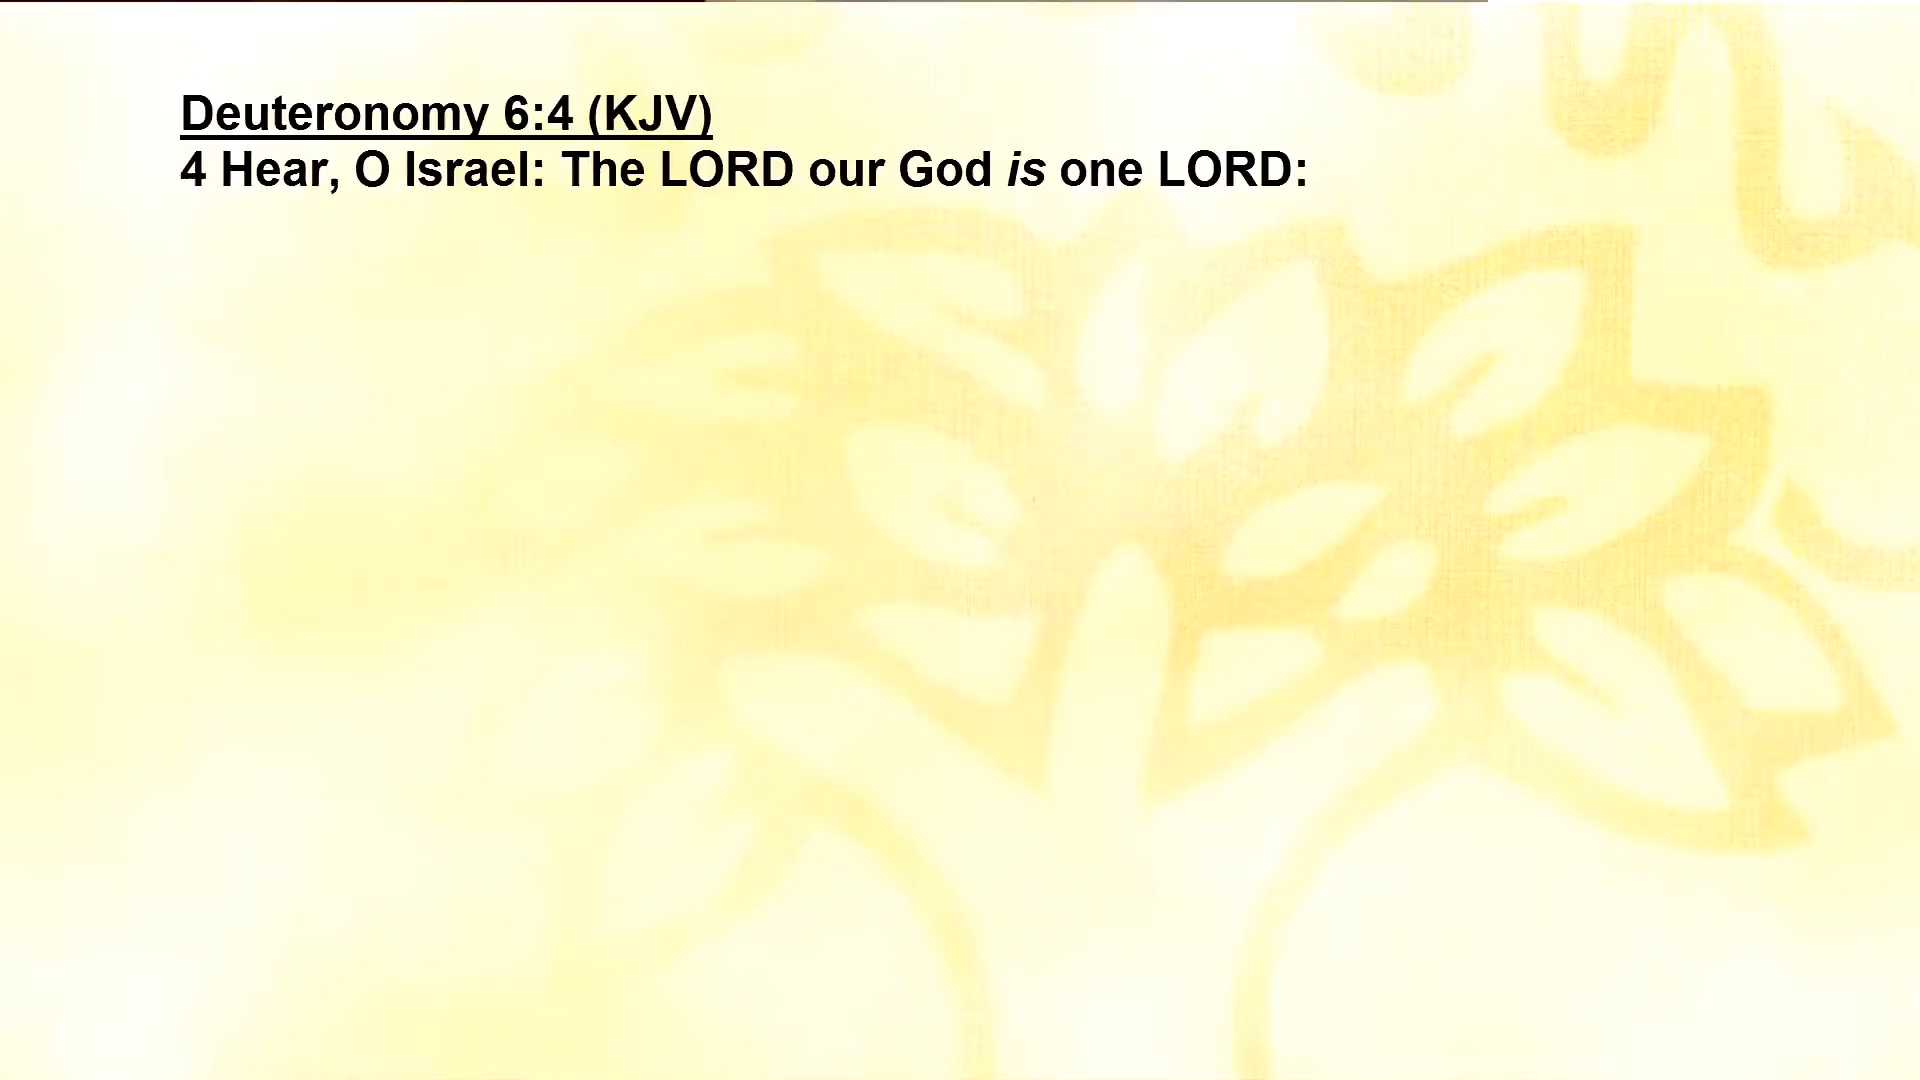 Deuteronomy 6:4 (KJV)
4 Hear, O Israel: The LORD our God is one LORD: